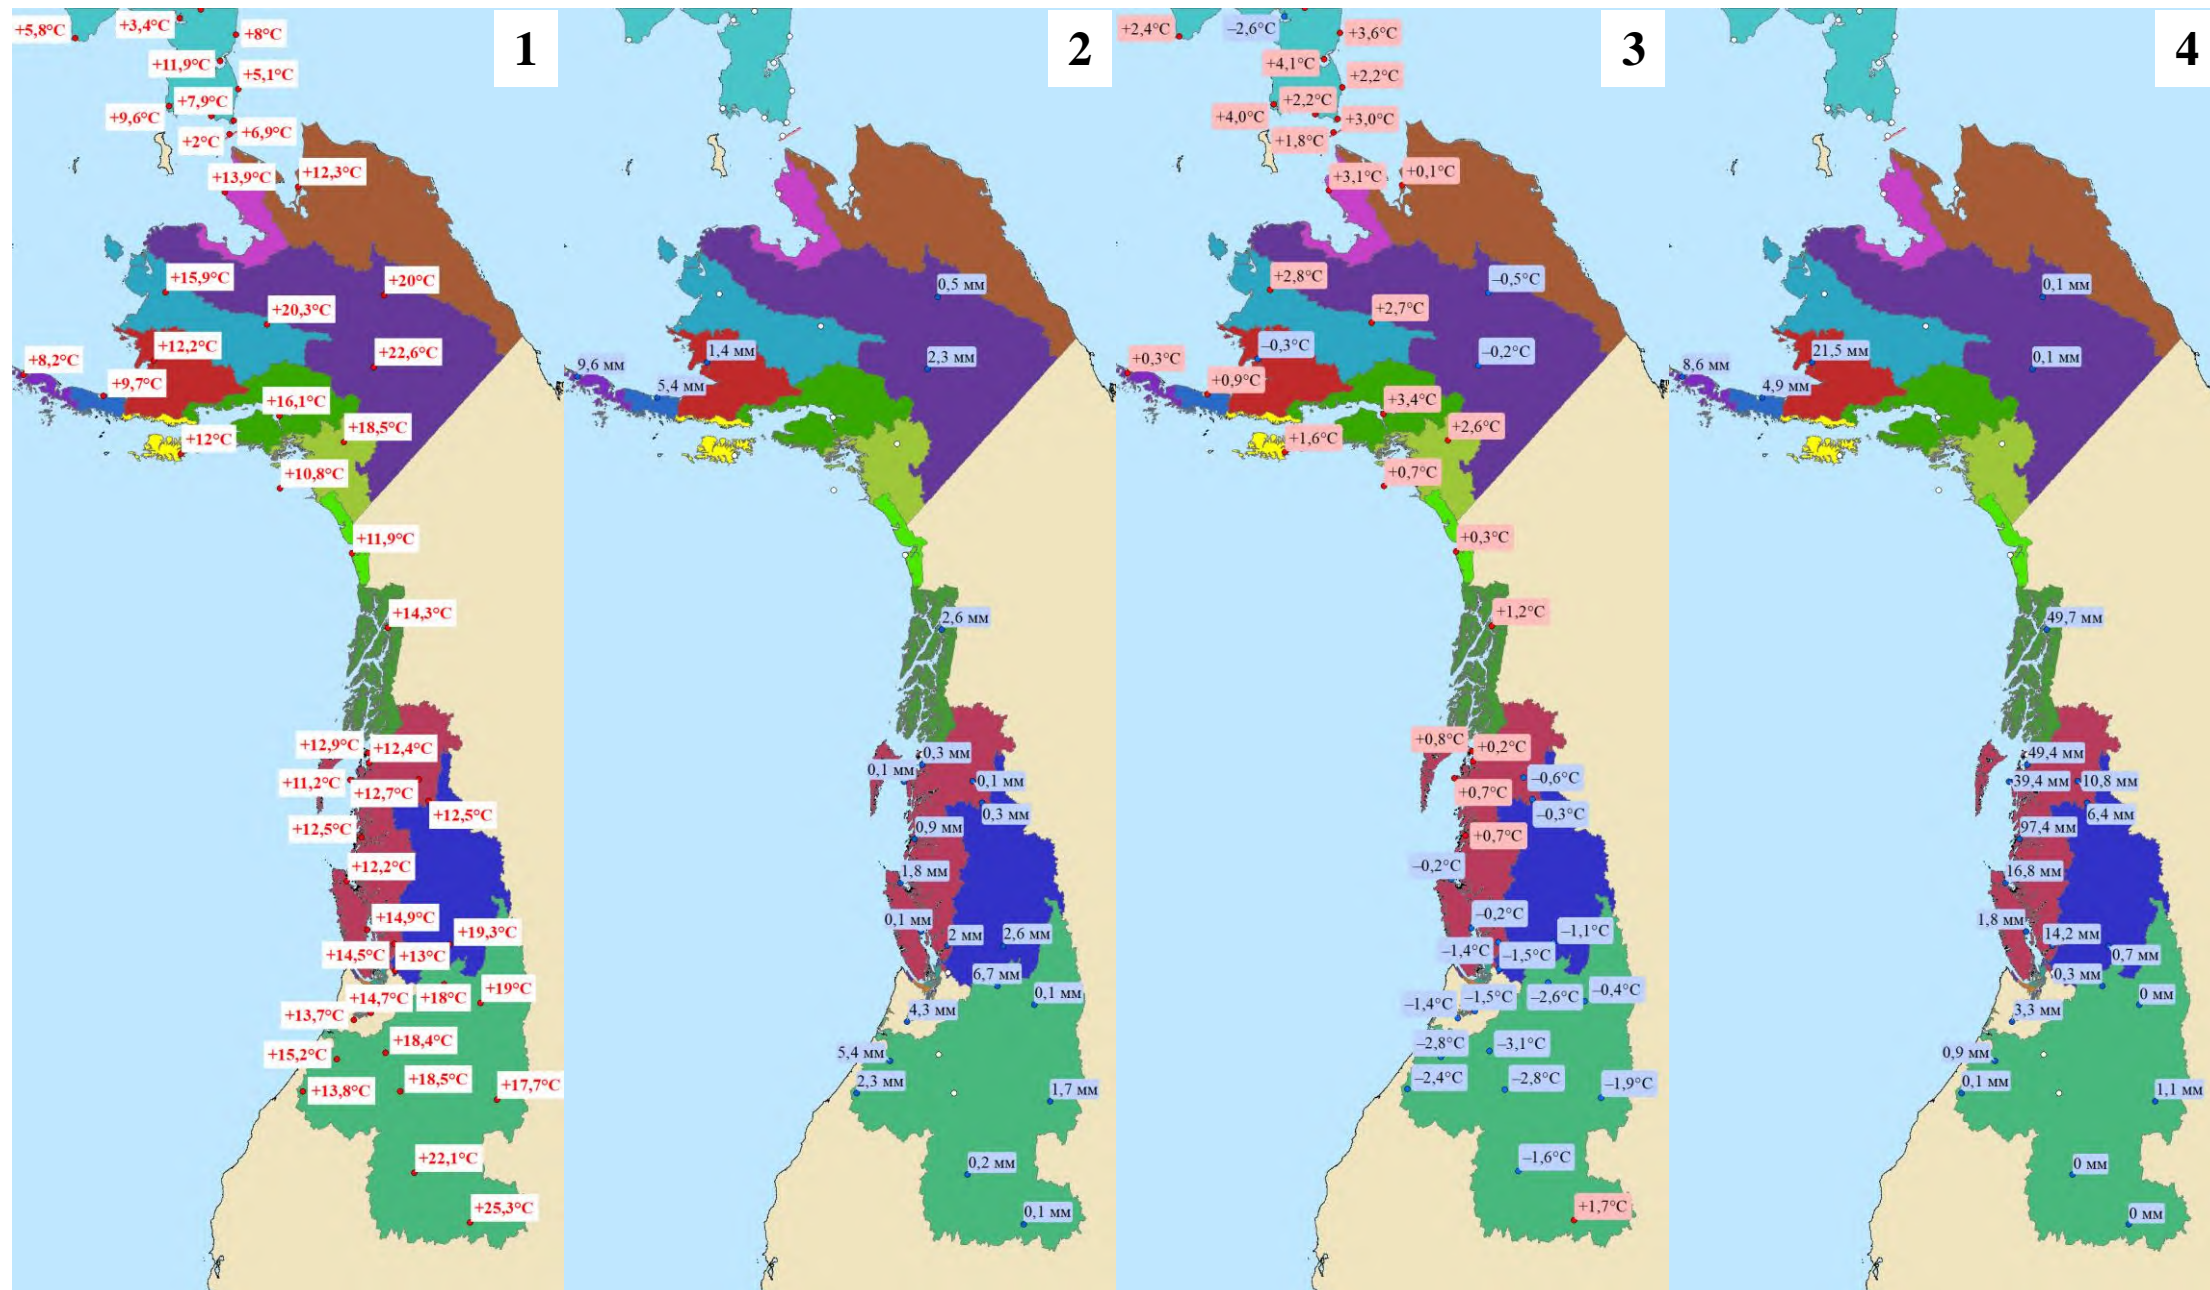 1
+5,8°C
+3,4°C
+8°C
+11,9°C
+5,1°C
+7,9°C
+9,6°C
+2°C
+6,9°C
+13,9°C
+12,3°C
+15,9°C
+20°C
+20,3°C
+12,2°C
+22,6°C
+8,2°C
+9,7°C
+16,1°C
+18,5°C
+12°C
+10,8°C
+11,9°C
+14,3°C
+12,9°C
+12,4°C
+11,2°C
+12,7°C
+12,5°C
+12,5°C
+12,2°C
+14,9°C
+19,3°C
+14,5°C
+13°C
+14,7°C
+18°C
+19°C
+13,7°C
+18,4°C
+15,2°C
+18,5°C
+13,8°C
+17,7°C
+22,1°C
+25,3°C
2
0,5 мм
1,4 мм
2,3 мм
9,6 мм
5,4 мм
2,6 мм
0,3 мм
0,1 мм
0,1 мм
0,3 мм
0,9 мм
1,8 мм
0,1 мм
2 мм
2,6 мм
6,7 мм
0,1 мм
4,3 мм
5,4 мм
2,3 мм
1,7 мм
0,2 мм
0,1 мм
3
+2,4°C
–2,6°C
+3,6°C
+4,1°C
+2,2°C
+2,2°C
+4,0°C
+3,0°C
+1,8°C
+3,1°C
+0,1°C
+2,8°C
–0,5°C
+2,7°C
–0,3°C
–0,2°C
+0,3°C
+0,9°C
+3,4°C
+2,6°C
+1,6°C
+0,7°C
+0,3°C
+1,2°C
+0,8°C
+0,2°C
–0,6°C
+0,7°C
–0,3°C
+0,7°C
–0,2°C
–0,2°C
–1,1°C
–1,4°C
–1,5°C
–1,4°C
–1,5°C
–2,6°C
–0,4°C
–2,8°C
–3,1°C
–2,4°C
–2,8°C
–1,9°C
–1,6°C
+1,7°C
4
0,1 мм
21,5 мм
0,1 мм
8,6 мм
4,9 мм
49,7 мм
49,4 мм
39,4 мм
10,8 мм
6,4 мм
97,4 мм
16,8 мм
1,8 мм
14,2 мм
0,7 мм
0,3 мм
0 мм
3,3 мм
0,9 мм
0,1 мм
1,1 мм
0 мм
0 мм